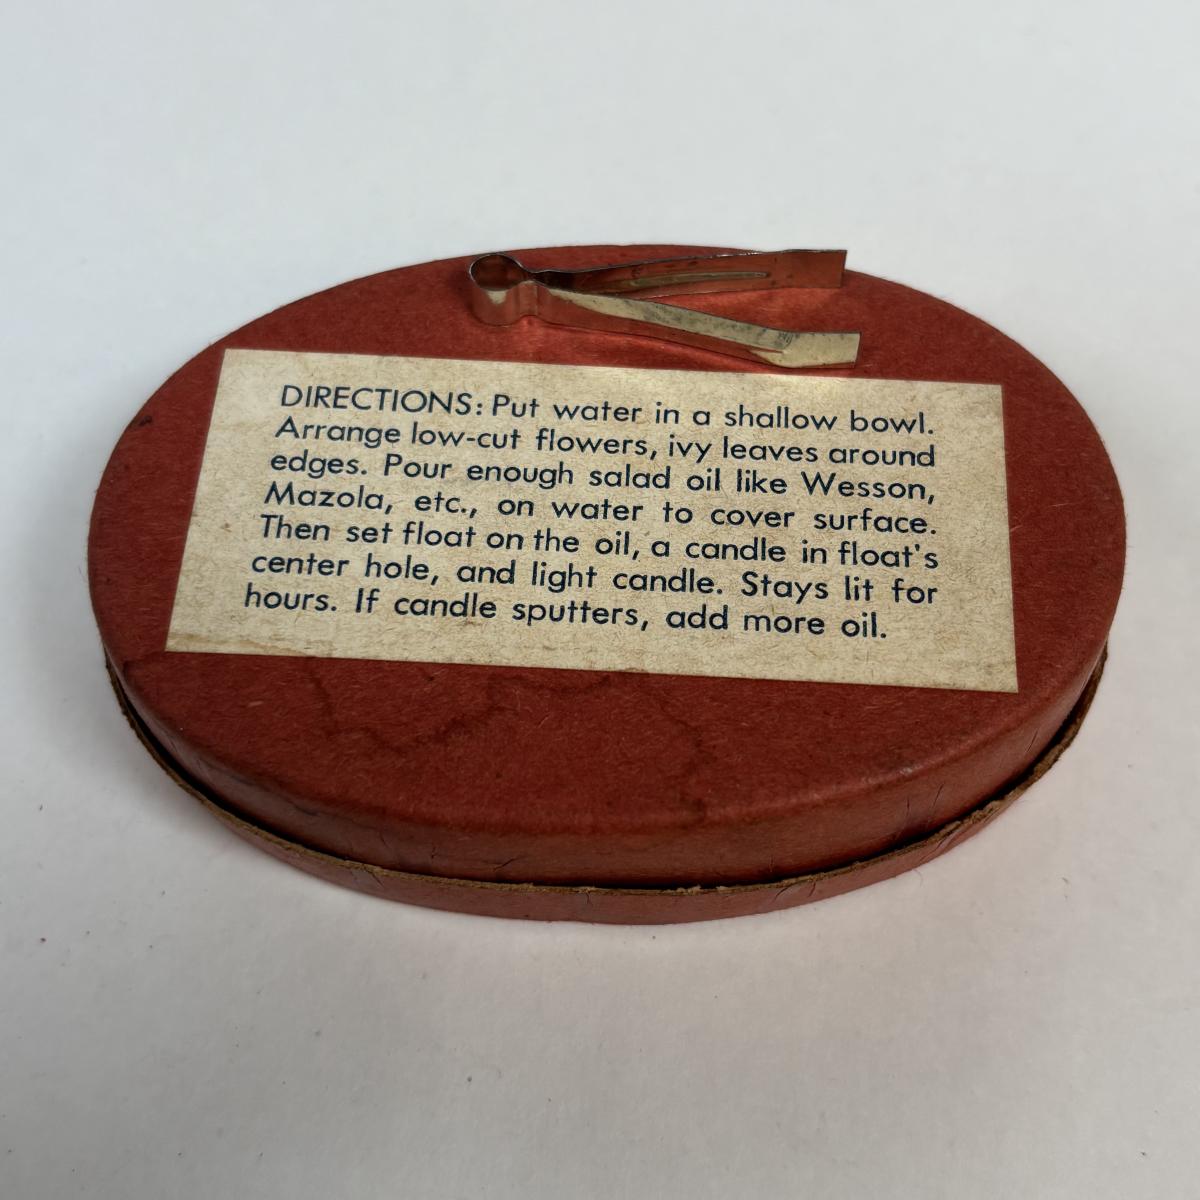 DIRECTIONS: Put water in a shallow bowl.
Arrange low-cut flowers, ivy leaves around
edges. Pour enough salad oil like Wesson,
Mazola, etc., on water to cover surface.
Then set float on the oil, a candle in float's
center hole, and light candle. Stays lit for
hours. If candle sputters, add more oil.